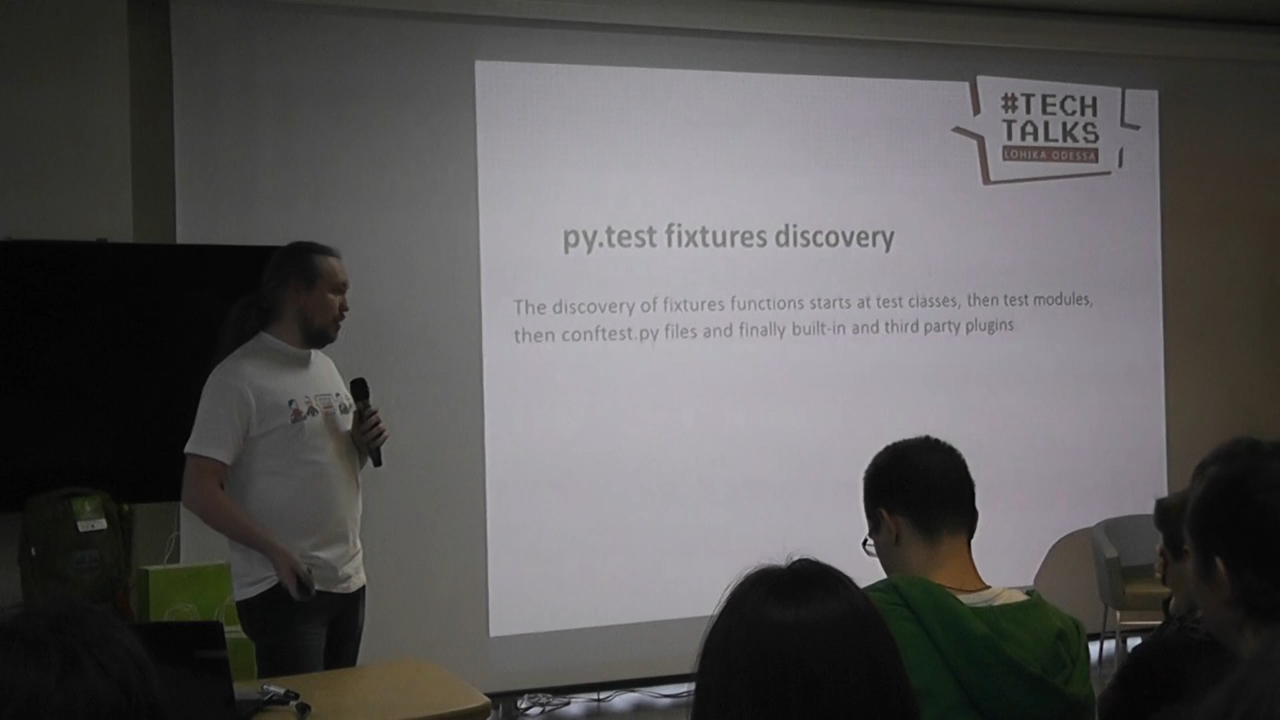 #TECH
TALKS
LOHIKA ODESSA
py.test fixtures discovery
The discovery of fixtures functions starts at test classes, then test modules,
then conftest.py files and finally built-in and third party plugins